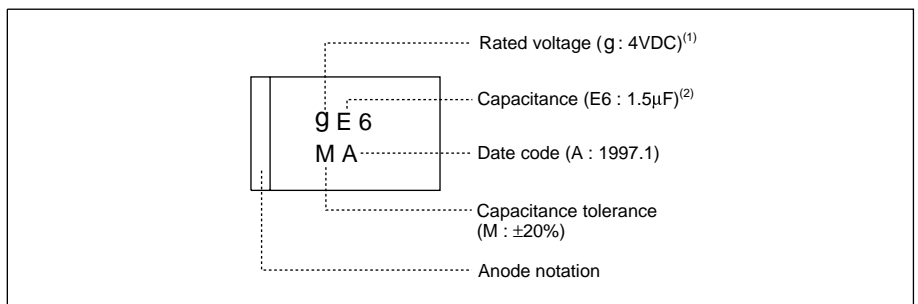 Rated voltage (g : 4VDC)(1)
Capacitance (E6 : 1.5μF)(2)
g E 6
M A
Date code (A : 1997.1)
Capacitance tolerance
(M : ±20%)
Anode notation